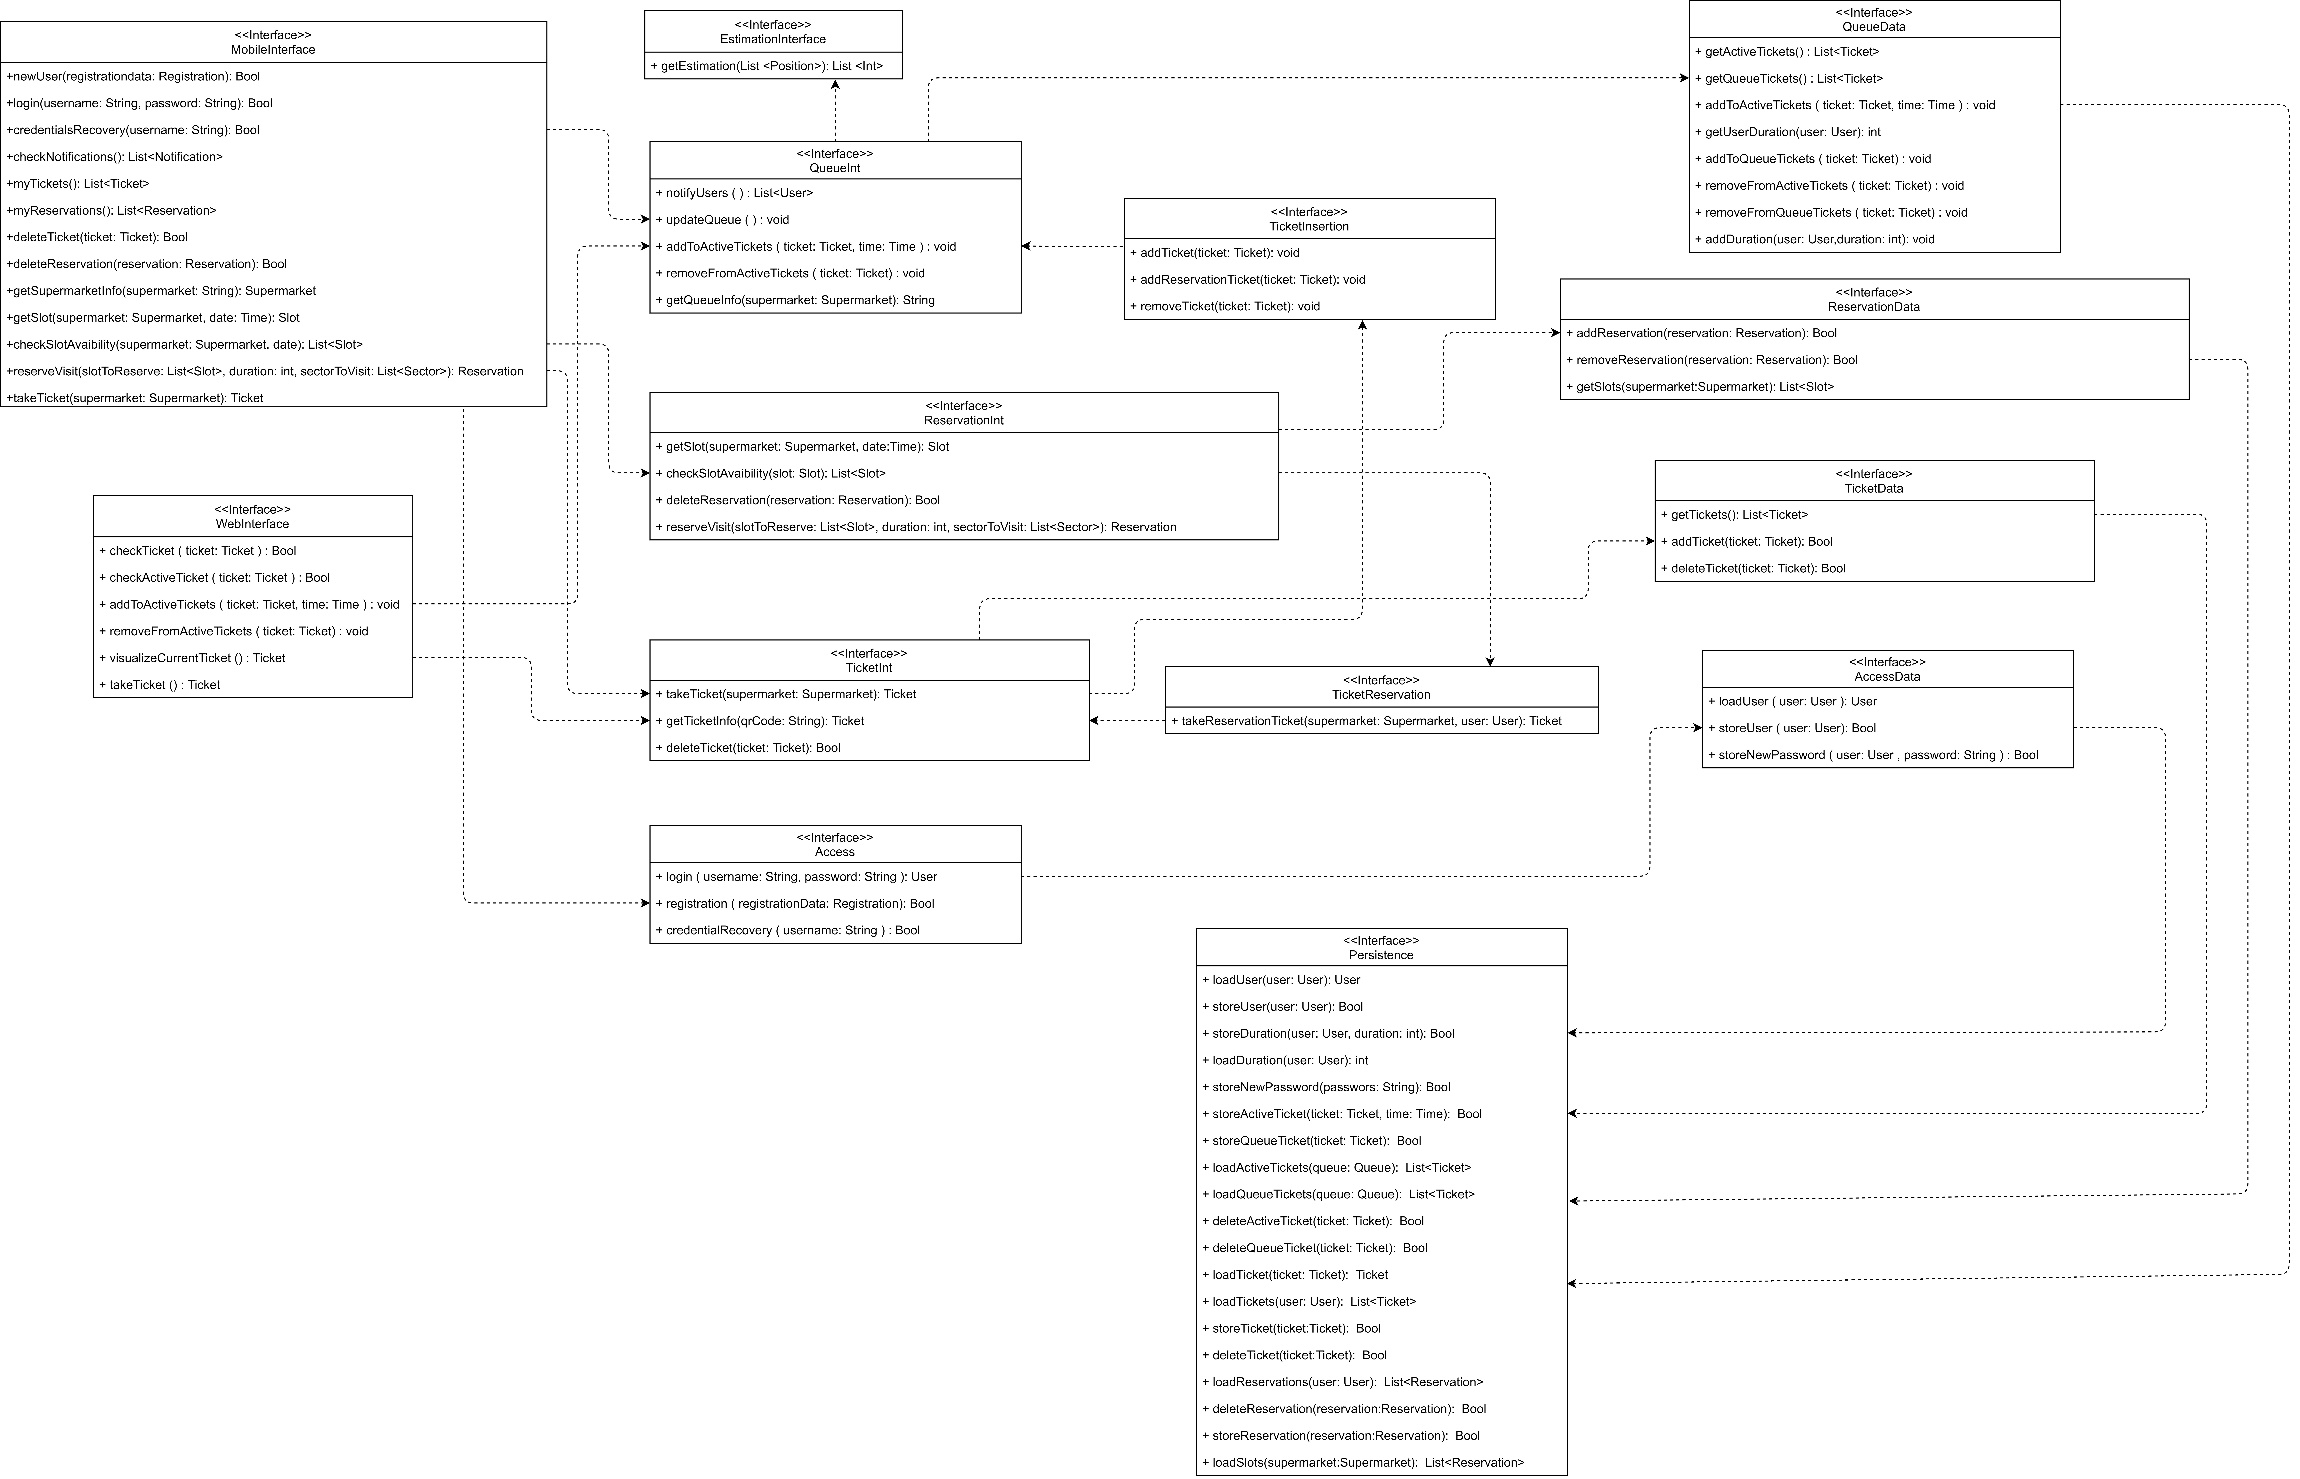 <<Interface>>
MobileInterface
+newUser(registrationdata: Registration): Bool
+login(username: String, password: String): Bool
+credentialsRecovery(username: String): Bool
+checkNotifications(): List<Notification>
+myTickets(): List<Ticket>
+myReservations(): List<Reservation>
+deleteTicket(ticket: Ticket): Bool
+deleteReservation(reservation: Reservation): Bool
+getSupermarketInfo(supermarket: String): Supermarket
+getSlot(supermarket: Supermarket, date: Time): Slot
+checkSlotAvaibility(supermarket: Supermarket. date): List<Slot>
+reserveVisit(slotToReserve: List<Slot>, duration: int, sectorToVisit: List<Sector>): Reservation
+takeTicket(supermarket: Supermarket): Ticket
<<Interface>>
WebInterface
+ checkTicket ( ticket: Ticket ) : Bool
+ checkActiveTicket ( ticket: Ticket ) : Bool
+ addToActiveTickets ( ticket: Ticket, time: Time ) : void
+ removeFromActiveTickets ( ticket: Ticket) : void
+ visualizeCurrentTicket () : Ticket
+ takeTicket () : Ticket
<<Interface>>
EstimationInterface
+ getEstimation(List <Position>): List <Int>
<<Interface>>
QueueInt
+ notifyUsers ( ) : List<User>
+ updateQueue ( ) : void
+ addToActiveTickets ( ticket: Ticket, time: Time ) : void
+ removeFromActiveTickets ( ticket: Ticket) : void
+ getQueueInfo(supermarket: Supermarket): String
<<Interface>>
TicketInsertion
+ addTicket(ticket: Ticket): void
+ addReservationTicket(ticket: Ticket): void
+ removeTicket(ticket: Ticket): void
<<Interface>>
ReservationInt
+ getSlot(supermarket: Supermarket, date:Time): Slot
+ checkSlotAvaibility(slot: Slot): List<Slot>
+ deleteReservation(reservation: Reservation): Bool
+ reserveVisit(slotToReserve: List<Slot>, duration: int, sectorToVisit: List<Sector>): Reservation
<<Interface>>
TicketInt
+ takeTicket(supermarket: Supermarket): Ticket
+ getTicketInfo(qrCode: String): Ticket
+ deleteTicket(ticket: Ticket): Bool
<<Interface>>
TicketReservation
+ takeReservationTicket(supermarket: Supermarket, user: User): Ticket
<<Interface>>
Access
+ login ( username: String, password: String ): User
+ registration ( registrationData: Registration): Bool
+ credentialRecovery ( username: String ) : Bool
<<Interface>>
QueueData
+ getActiveTickets() : List<Ticket>
+ getQueueTickets() : List<Ticket>
+ addToActiveTickets ( ticket: Ticket, time: Time ) : void
+ getUserDuration(user: User): int
+ addToQueueTickets ( ticket: Ticket) : void
+ removeFromActiveTickets ( ticket: Ticket) : void
+ removeFromQueueTickets ( ticket: Ticket) : void
+ addDuration(user: User,duration: int): void
<<Interface>>
ReservationData
+ addReservation(reservation: Reservation): Bool
+ removeReservation(reservation: Reservation): Bool
+ getSlots(supermarket:Supermarket): List<Slot>
<<Interface>>
TicketData
+ getTickets(): List<Ticket>
+ addTicket(ticket: Ticket): Bool
+ deleteTicket(ticket: Ticket): Bool
<<Interface>>
AccessData
+ loadUser ( user: User ): User
+ storeUser ( user: User): Bool
+ storeNewPassword ( user: User , password: String ) : Bool
<<Interface>>
Persistence
+ loadUser(user: User): User
+ storeUser(user: User): Bool
+ storeDuration(user: User, duration: int): Bool
+ loadDuration(user: User): int
+ storeNewPassword(passwors: String): Bool
+ storeActiveTicket(ticket: Ticket, time: Time):  Bool
+ storeQueueTicket(ticket: Ticket):  Bool
+ loadActiveTickets(queue: Queue):  List<Ticket>
+ loadQueueTickets(queue: Queue):  List<Ticket>
+ deleteActiveTicket(ticket: Ticket):  Bool
+ deleteQueueTicket(ticket: Ticket):  Bool
+ loadTicket(ticket: Ticket):  Ticket
+ loadTickets(user: User):  List<Ticket>
+ storeTicket(ticket:Ticket):  Bool
+ deleteTicket(ticket:Ticket):  Bool
+ loadReservations(user: User):  List<Reservation>
+ deleteReservation(reservation:Reservation):  Bool
+ storeReservation(reservation:Reservation):  Bool
+ loadSlots(supermarket:Supermarket):  List<Reservation>